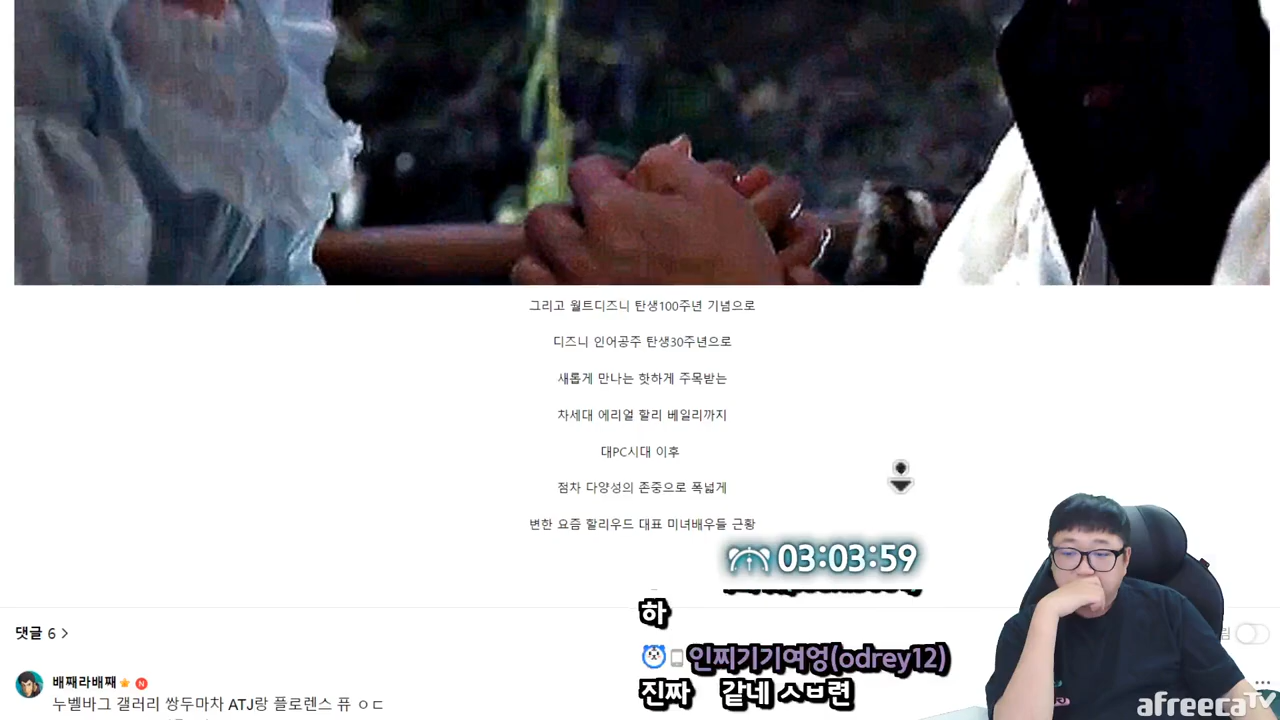 그리고 월트디즈니 탄생100주년 기념으로
디즈니 인어공주 탄생30주년으로
새롭게 만나는 핫하게 주목받는
차세대 에리얼 할리 베일리까지
대PC시대 이후
점차 다양성의 존중으로 폭넓게
변한 요즘 할리우드 대표 미녀배우들 근황
03:03:59
댓글 6
하
인찌기기여엉(odrey12)
진짜 같네 ㅅㅂ련
배째라배째 N
누벨바그 갤러리 쌍두마차 ATJ랑 플로렌스 퓨 ㅇㄷ
afreecaTV